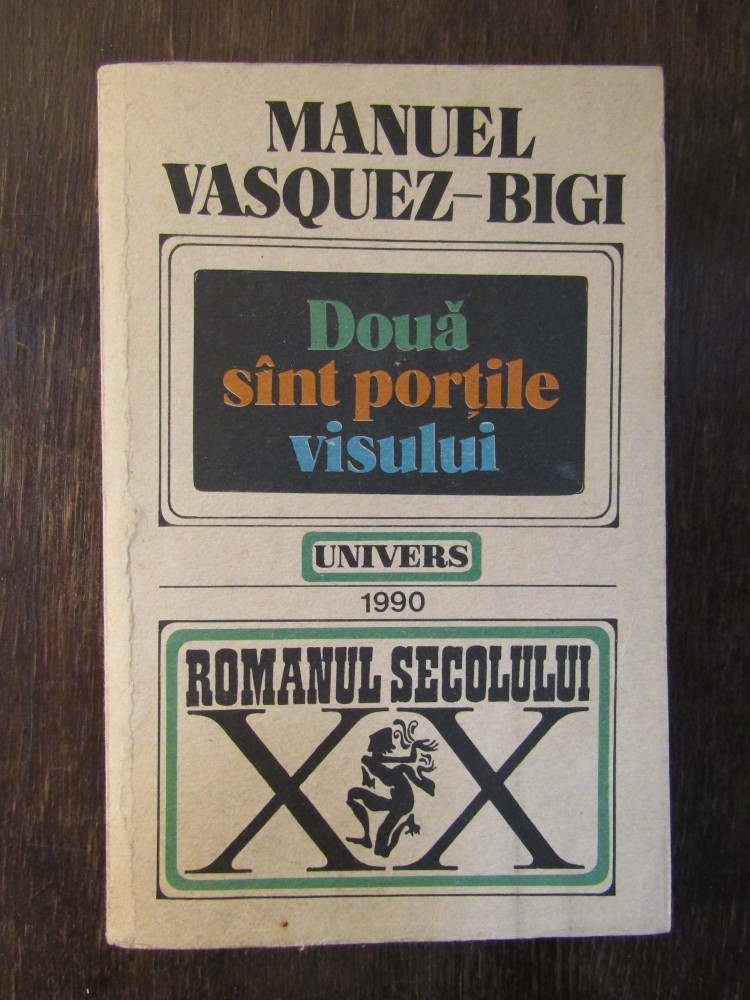 MANUEL
VASQUEZ-BIGI
Două
sînt porțile
visului
UNIVERS
1990
ROMANUL SECOLULUI
XX